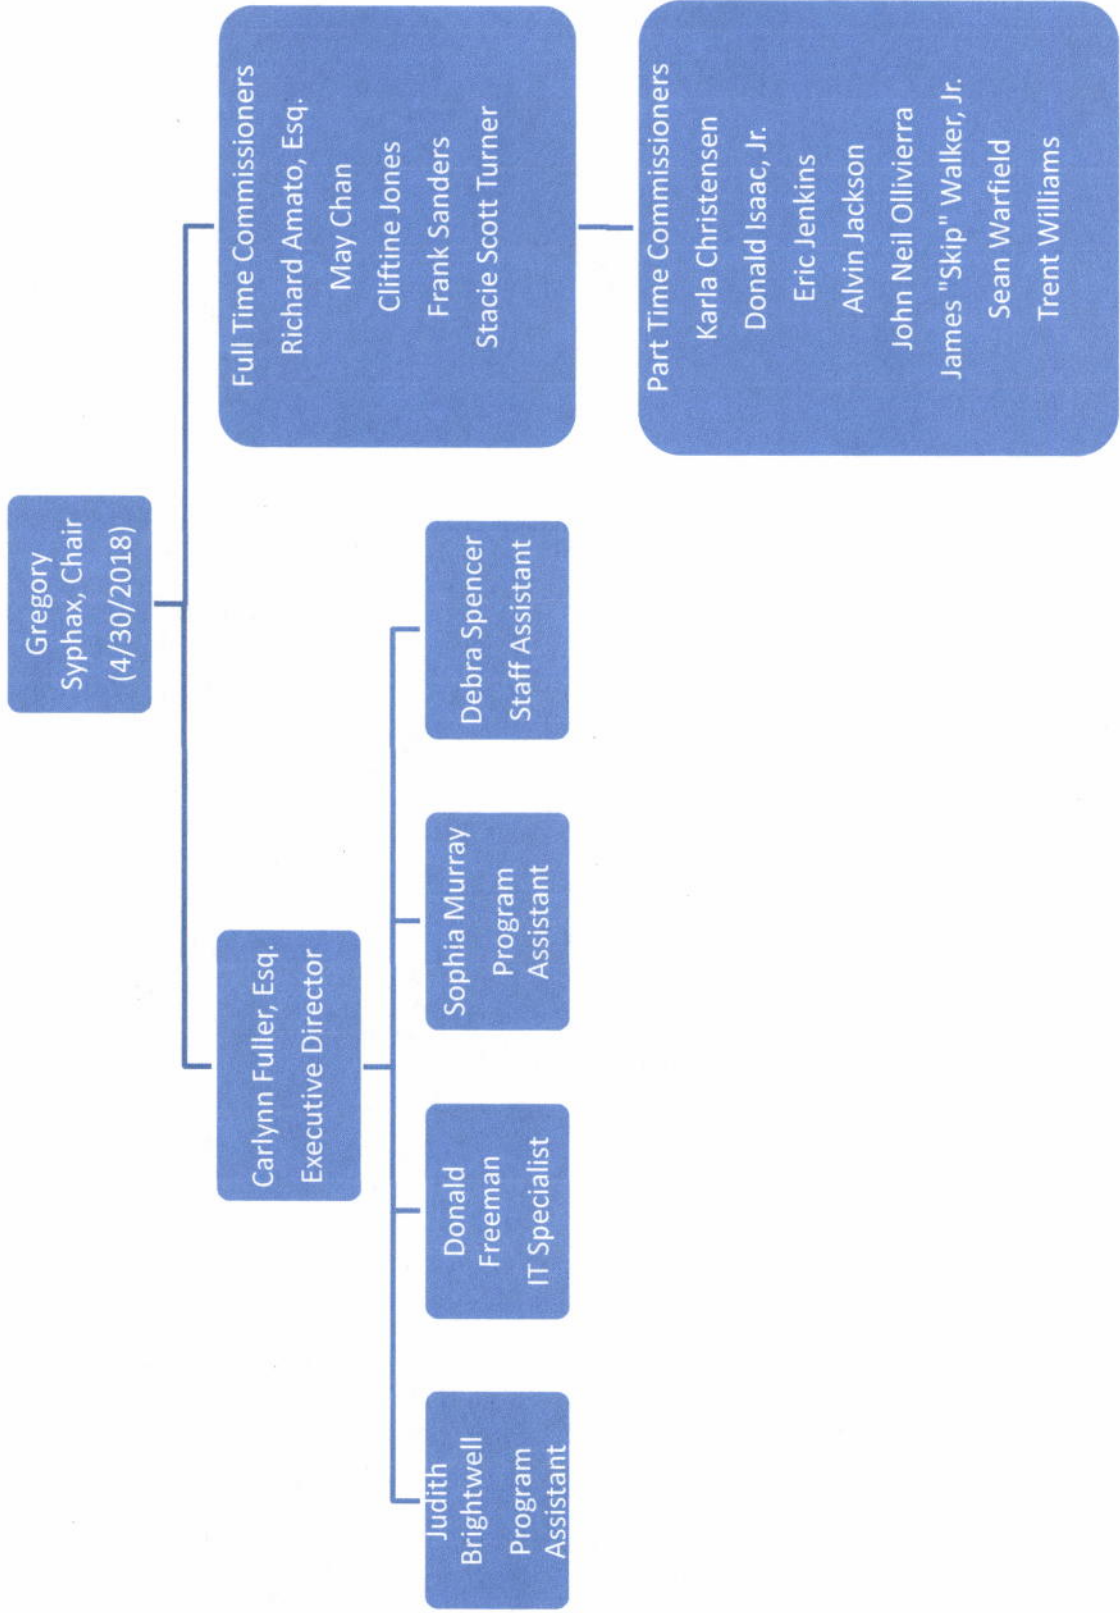 Gregory
Syphax, Chair
(4/30/2018)
Carlynn Fuller, Esq.
Executive Director
Judith
Brightwell
Program
Assistant
Donald
Freeman
IT Specialist
Sophia Murray
Program
Assistant
Debra Spencer
Staff Assistant
Full Time Commissioners
Richard Amato, Esq.
May Chan
Cliftine Jones
Frank Sanders
Stacie Scott Turner
Part Time Commissioners
Karla Christensen
Donald Isaac, Jr.
Eric Jenkins
Alvin Jackson
John Neil Ollivierra
James "Skip" Walker, Jr.
Sean Warfield
Trent Williams